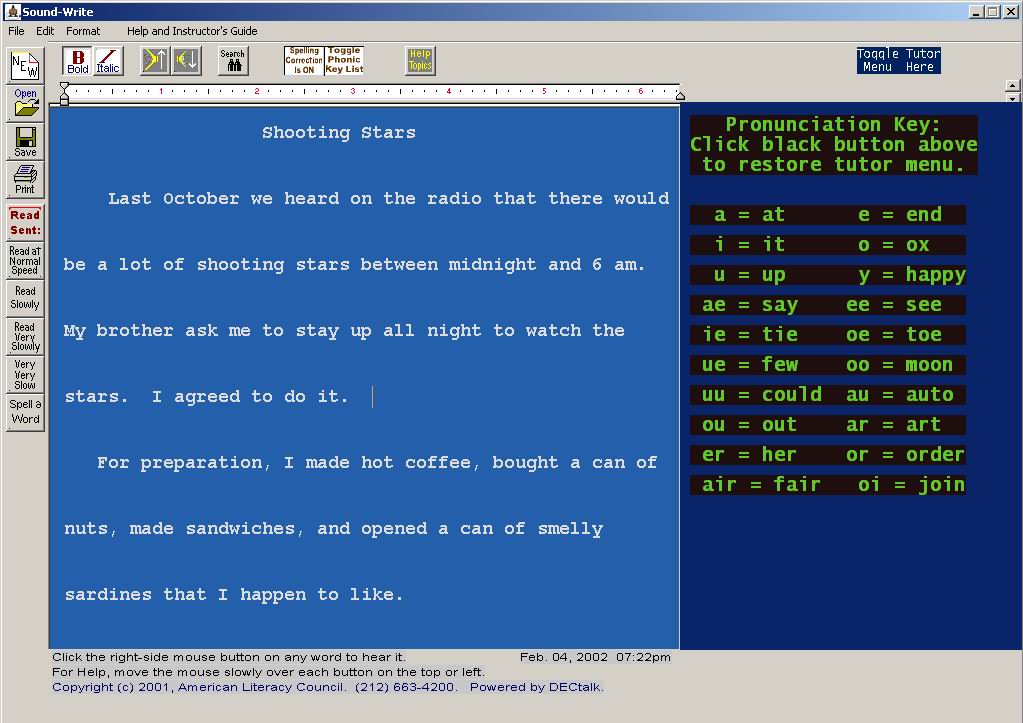 Sound-Write
File Edit Format Help and Instructor's Guide
NEW
B Bold
I Italic
Search
Spelling Correction Is ON
Toggle Phonic Key List
Help Topics
Toggle Tutor
Menu Here
Open
Save
Print
Read Sent:
Read at Normal Speed
Read Slowly
Read Very Slowly
Very Very Slow
Spell a Word
1 2 3 4 5 6
Shooting Stars
Last October we heard on the radio that there would
be a lot of shooting stars between midnight and 6 am.
My brother ask me to stay up all night to watch the
stars. I agreed to do it.
For preparation, I made hot coffee, bought a can of
nuts, made sandwiches, and opened a can of smelly
sardines that I happen to like.
Pronunciation Key:
Click black button above
to restore tutor menu.
a = at e = end
i = it o = ox
u = up y = happy
ae = say ee = see
ie = tie oe = toe
ue = few oo = moon
uu = could au = auto
ou = out ar = art
er = her or = order
air = fair oi = join
Click the right-side mouse button on any word to hear it. Feb. 04, 2002 07:22pm
For Help, move the mouse slowly over each button on the top or left.
Copyright (c) 2001, American Literacy Council. (212) 663-4200. Powered by DECtalk.